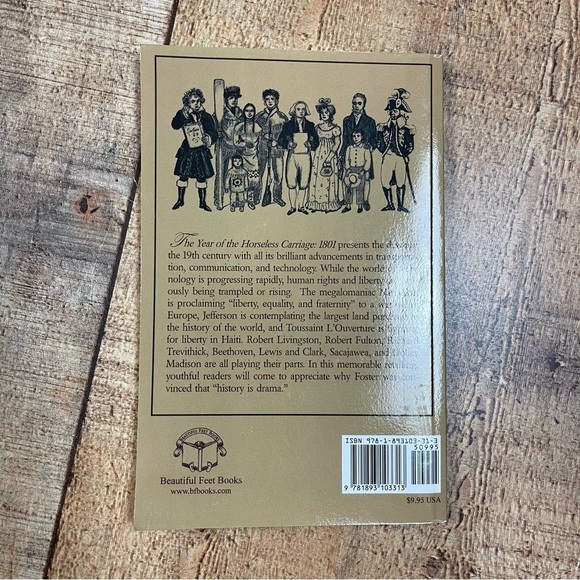 The Year of the Horseless Carriage: 1801 presents the
the 19th century with all its brilliant advancements in
tion, communication, and technology. While the world
nology is progressing rapidly, human rights and liberty
ously being trampled or rising. The megalomaniac
is proclaiming “liberty, equality, and fraternity” to a
Europe, Jefferson is contemplating the largest land
the history of the world, and Toussaint L’Ouverture is
for liberty in Haiti. Robert Livingston, Robert Fulton,
Trevithick, Beethoven, Lewis and Clark, Sacajawea, and
Madison are all playing their parts. In this memorable
youthful readers will come to appreciate why Foster was con-
vinced that “history is drama.”
Beautiful Feet Books
Beautiful Feet Books
www.bfbooks.com
ISBN 978-1-893103-31-3
50995
9 781893 103313
$9.95 USA